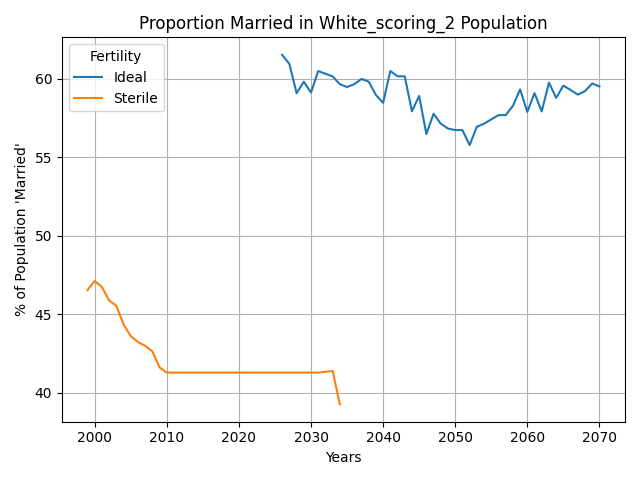 Proportion Married in White_scoring_2 Population
Fertility
Ideal
Sterile
% of Population 'Married'
60
55
50
45
40
2000 2010 2020 2030 2040 2050 2060 2070
Years